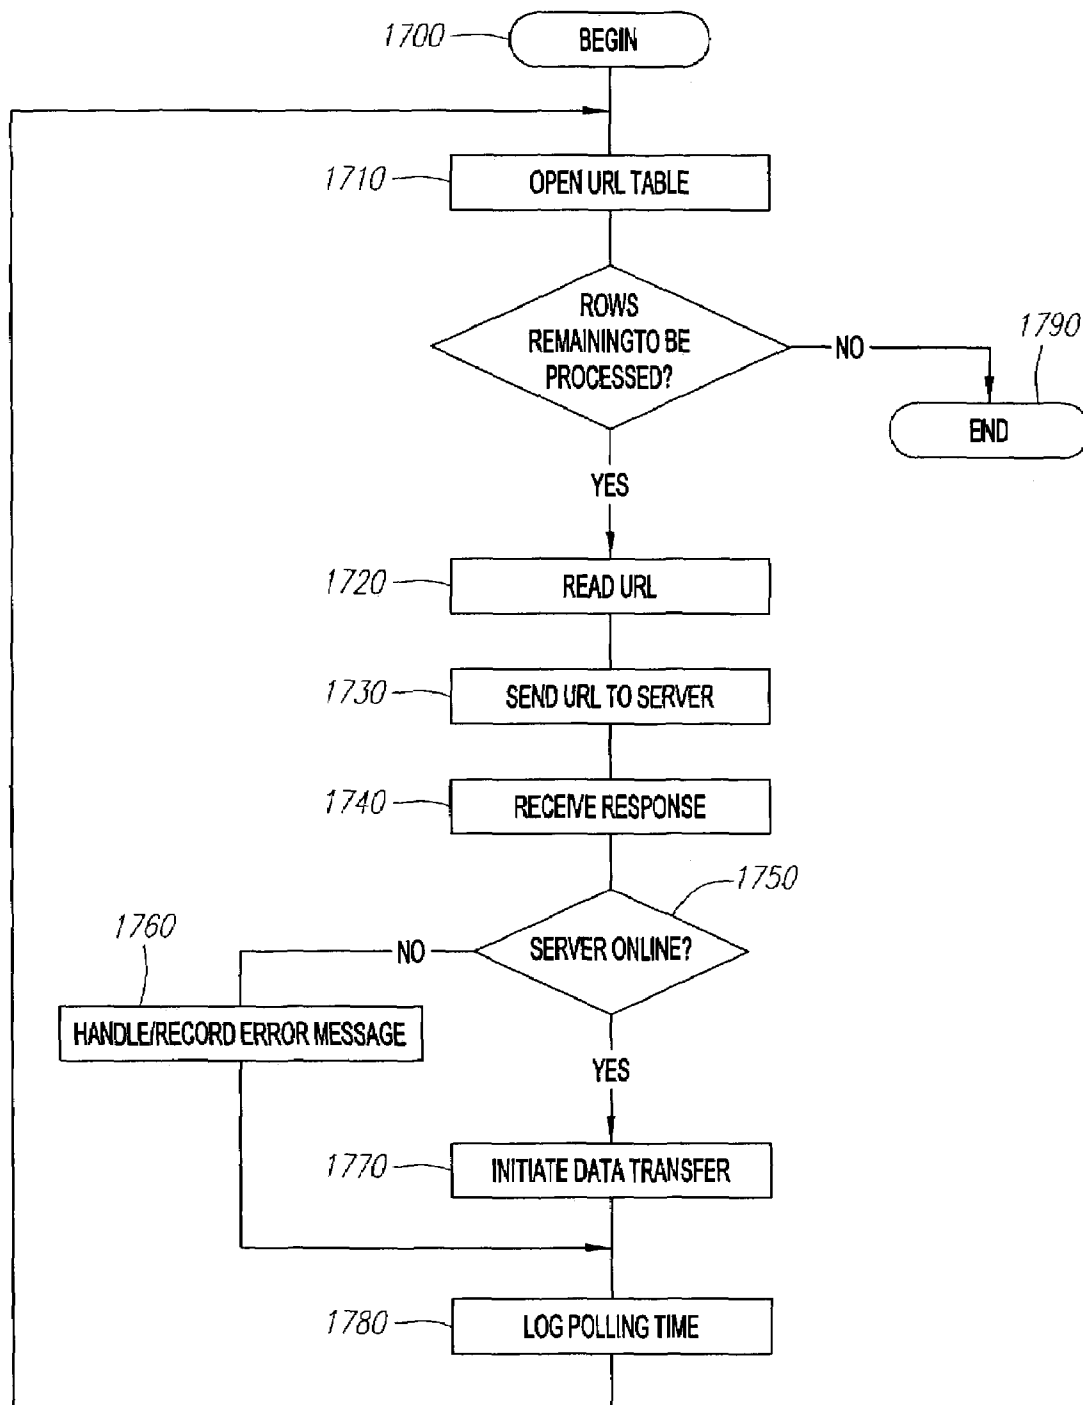 1700
BEGIN
1710
OPEN URL TABLE
ROWS
REMAININGTO BE
PROCESSED?
NO
1790
END
YES
1720
READ URL
1730
SEND URL TO SERVER
1740
RECEIVE RESPONSE
1750
SERVER ONLINE?
NO
1760
HANDLE/RECORD ERROR MESSAGE
YES
1770
INITIATE DATA TRANSFER
1780
LOG POLLING TIME